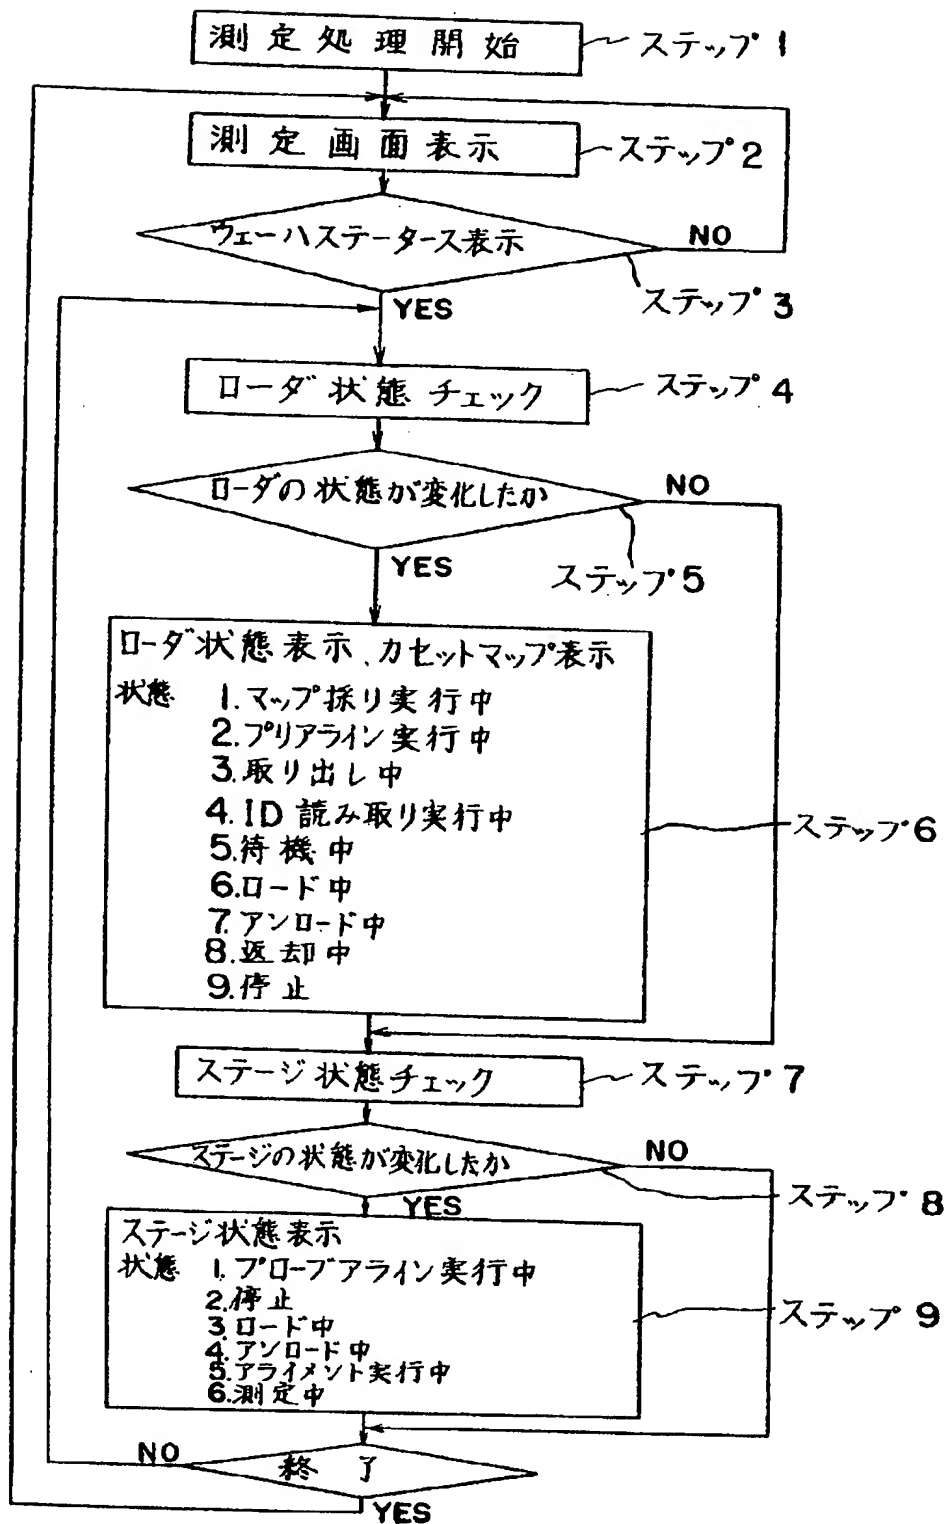 測定処理開始 ステップ1
測定画面表示 ステップ2
ウェーハステータース表示 NO
ステップ3
YES
ローダ状態チェック ステップ4
ローダの状態が変化したか NO
ステップ5
YES
ローダ状態表示、カセットマップ表示
状態 1.マップ採り実行中
2.プリアライン実行中
3.取り出し中
4.ID読み取り実行中
5.待機中
6.ロード中
7.アンロード中
8.返却中
9.停止
ステップ6
ステージ状態チェック ステップ7
ステージの状態が変化したか NO
ステップ8
YES
ステージ状態表示
状態 1.プローブアライン実行中
2.停止
3.ロード中
4.アンロード中
5.アライメント実行中
6.測定中
ステップ9
NO
終了
YES